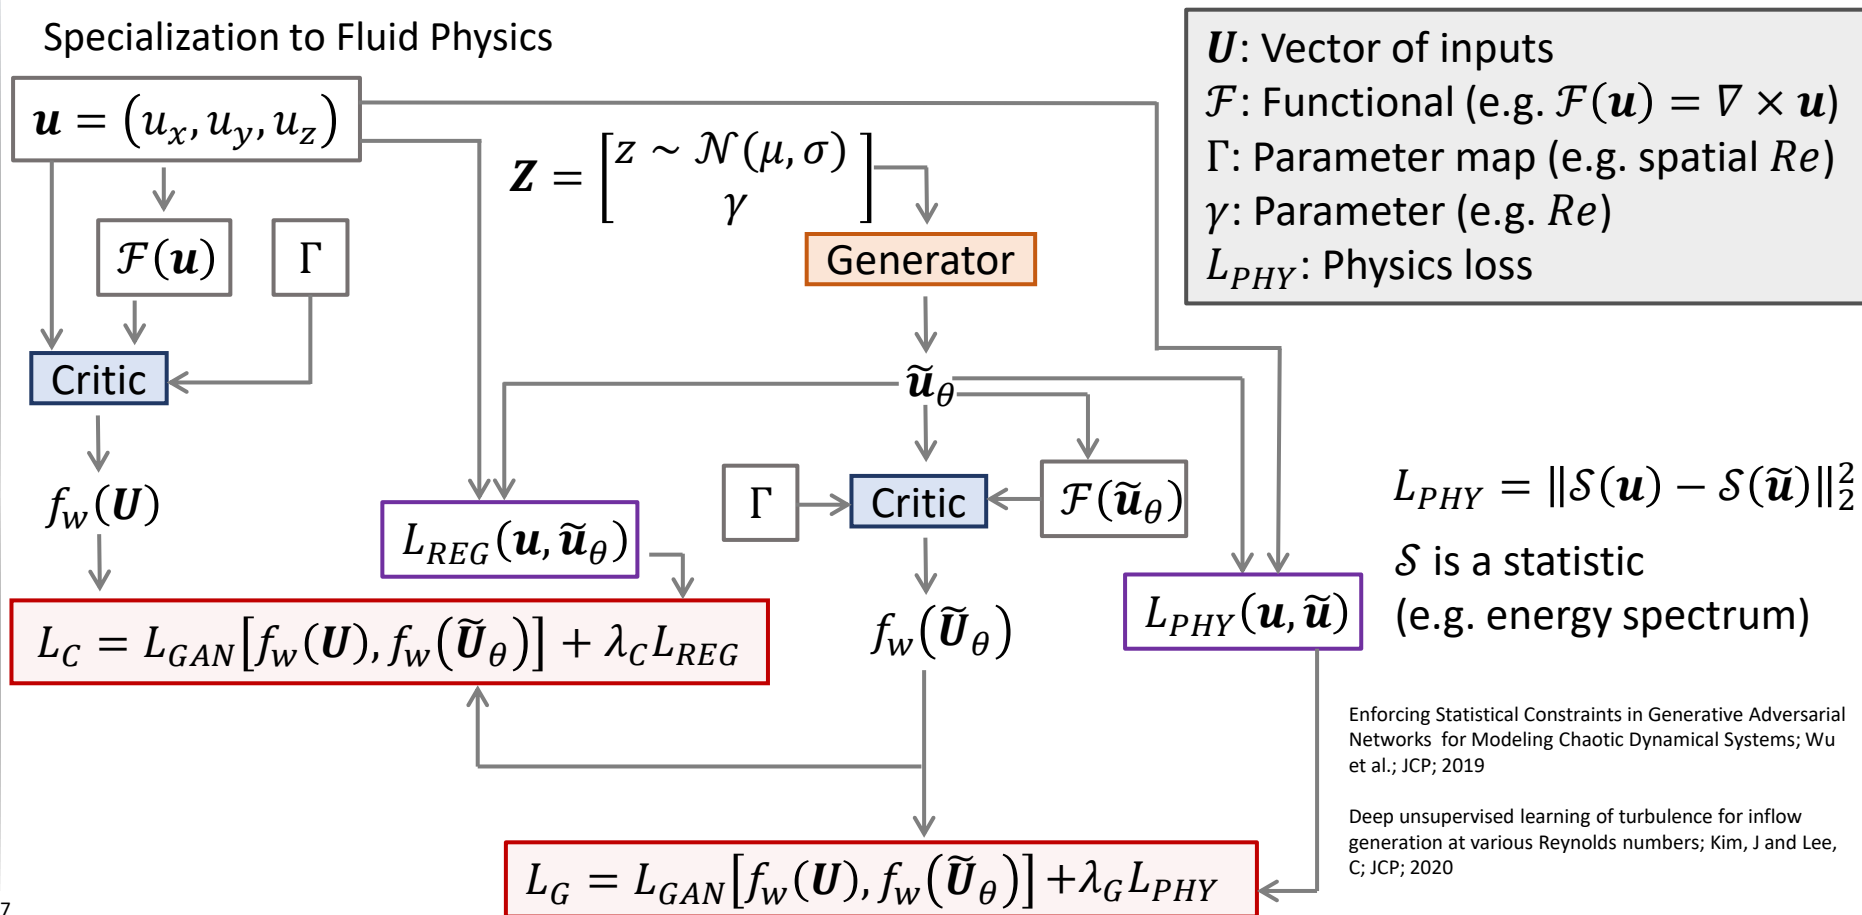 Specialization to Fluid Physics
𝒖 = (u_x, u_y, u_z)
ℱ(𝒖)
Γ
Critic
f_w(𝑼)
𝒁 = [z ∼ 𝒩(μ, σ)
γ]
Generator
ũ_θ
Γ
Critic
ℱ(ũ_θ)
L_REG(𝒖, ũ_θ)
f_w(Ũ_θ)
L_PHY(𝒖, ũ)
L_C = L_GAN[f_w(𝑼), f_w(Ũ_θ)] + λ_C L_REG
L_G = L_GAN[f_w(𝑼), f_w(Ũ_θ)] +λ_G L_PHY
𝑼: Vector of inputs
ℱ: Functional (e.g. ℱ(𝒖) = ∇ × 𝒖)
Γ: Parameter map (e.g. spatial Re)
γ: Parameter (e.g. Re)
L_PHY: Physics loss
L_PHY = ‖𝒮(𝒖) − 𝒮(ũ)‖₂²
𝒮 is a statistic
(e.g. energy spectrum)
Enforcing Statistical Constraints in Generative Adversarial
Networks for Modeling Chaotic Dynamical Systems; Wu
et al.; JCP; 2019
Deep unsupervised learning of turbulence for inflow
generation at various Reynolds numbers; Kim, J and Lee,
C; JCP; 2020
7